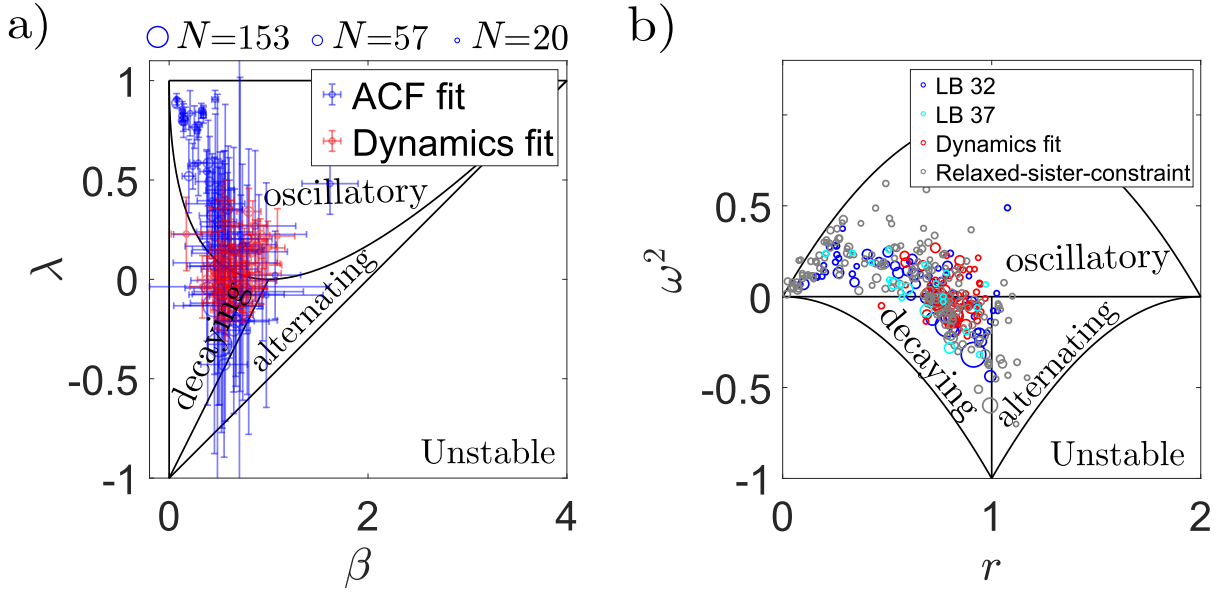 a)
N=153 N=57 N=20
ACF fit
Dynamics fit
oscillatory
decaying
alternating
Unstable
1
0.5
0
-0.5
-1
λ
0 2 4
β
b)
LB 32
LB 37
Dynamics fit
Relaxed-sister-constraint
oscillatory
decaying
alternating
Unstable
0.5
0
-0.5
-1
ω²
0 1 2
r